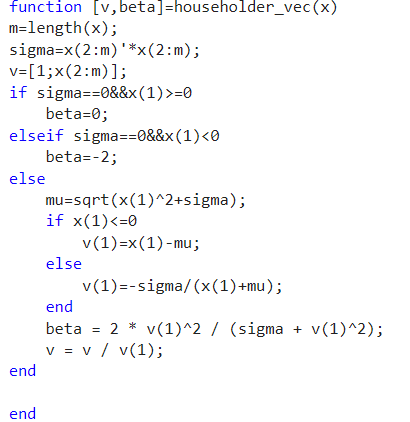 function [v,beta]=householder_vec(x)
m=length(x);
sigma=x(2:m)'*x(2:m);
v=[1;x(2:m)];
if sigma==0&&x(1)>=0
    beta=0;
elseif sigma==0&&x(1)<0
    beta=-2;
else
    mu=sqrt(x(1)^2+sigma);
    if x(1)<=0
        v(1)=x(1)-mu;
    else
        v(1)=-sigma/(x(1)+mu);
    end
    beta = 2 * v(1)^2 / (sigma + v(1)^2);
    v = v / v(1);
end
end